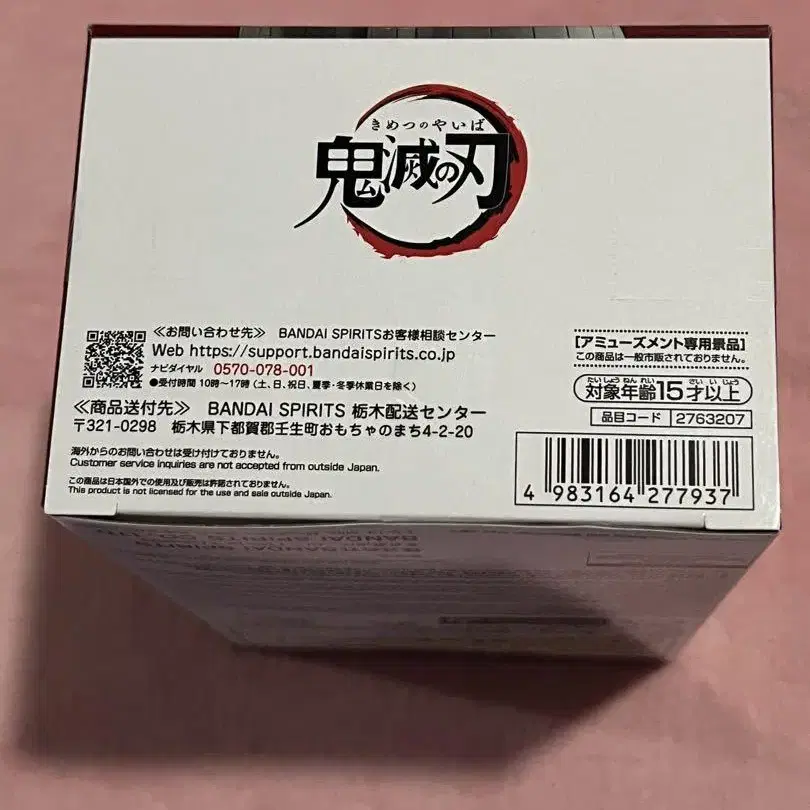 きめつのやいば
鬼滅の刃
≪お問い合わせ先≫ BANDAI SPIRITSお客様相談センター
Web https://support.bandaispirits.co.jp
ナビダイヤル 0570-078-001
●受付時間 10時～17時 (土、日、祝日、夏季・冬季休業日を除く)
≪商品送付先≫ BANDAI SPIRITS 栃木配送センター
〒321-0298 栃木県下都賀郡壬生町おもちゃのまち4-2-20
海外からのお問い合わせは受け付けておりません。
Customer service inquiries are not accepted from outside Japan.
この商品は日本国外での使用及び販売は許諾されておりません。
This product is not licensed for the use and sale outside Japan.
[アミューズメント専用景品]
この商品は一般市販されておりません。
たいしょうねんれい さいいじょう
対象年齢15才以上
品目コード 2763207
4 983164 277937
BANDAI SPIRITS